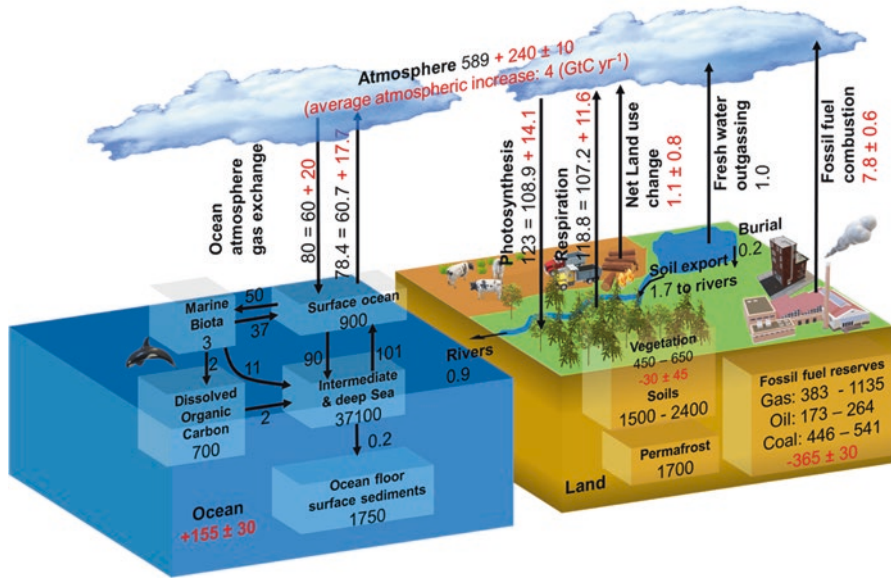 Atmosphere 589 + 240 ± 10
(average atmospheric increase: 4 (GtC yr⁻¹)
Ocean
atmosphere
gas exchange
80 = 60 + 20
78.4 = 60.7 + 17.7
Photosynthesis
123 = 108.9 + 14.1
Respiration
118.8 = 107.2 + 11.6
Net Land use
change
1.1 ± 0.8
Fresh water
outgassing
1.0
Fossil fuel
combustion
7.8 ± 0.6
Burial
0.2
Soil export
1.7 to rivers
Marine
Biota
3
50
37
Surface ocean
900
2
11
90
101
Rivers
0.9
Dissolved
Organic
Carbon
700
2
Intermediate
& deep Sea
37100
0.2
Ocean floor
surface sediments
1750
Ocean
+155 ± 30
Vegetation
450 – 650
-30 ± 45
Soils
1500 - 2400
Permafrost
1700
Land
Fossil fuel reserves
Gas: 383 - 1135
Oil: 173 – 264
Coal: 446 – 541
-365 ± 30